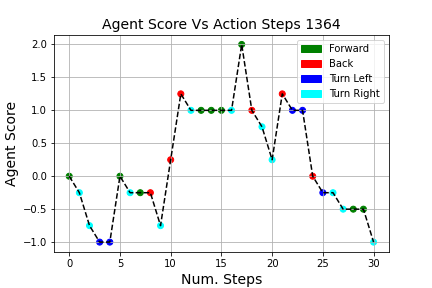 Agent Score Vs Action Steps 1364
Agent Score
2.0
1.5
1.0
0.5
0.0
−0.5
−1.0
Forward
Back
Turn Left
Turn Right
0 5 10 15 20 25 30
Num. Steps